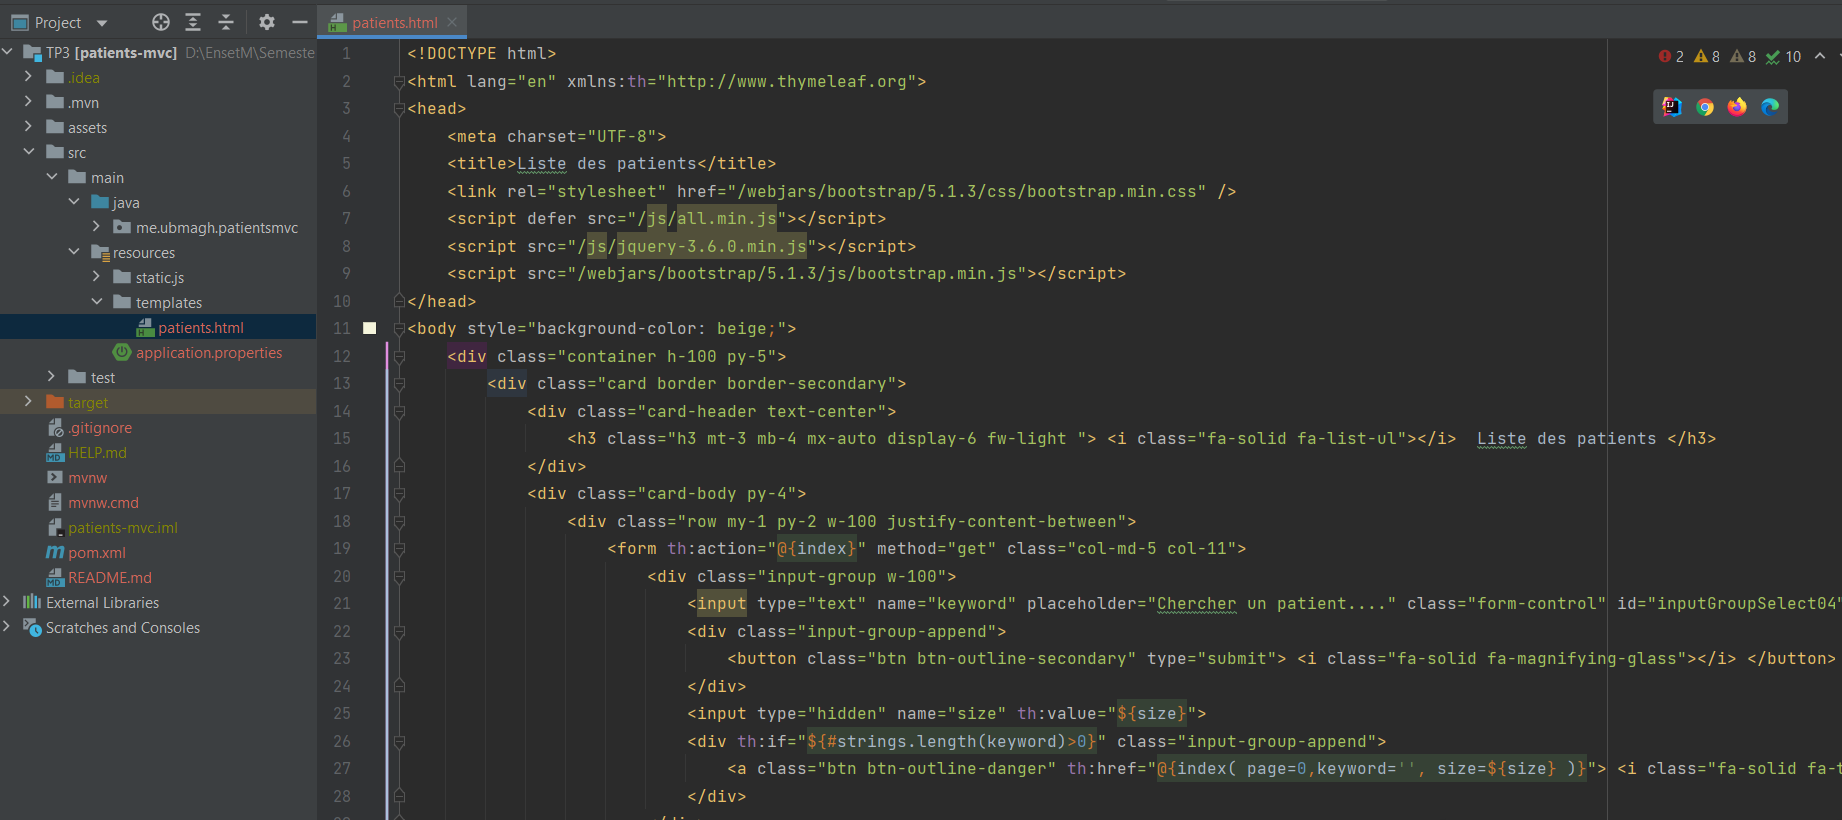 Project
patients.html
TP3 [patients-mvc] D:\EnsetM\Semeste
.idea
.mvn
assets
src
main
java
me.ubmagh.patientsmvc
resources
static.js
templates
patients.html
application.properties
test
target
.gitignore
HELP.md
mvnw
mvnw.cmd
patients-mvc.iml
pom.xml
README.md
External Libraries
Scratches and Consoles
2 8 8 10
1 <!DOCTYPE html>
2 <html lang="en" xmlns:th="http://www.thymeleaf.org">
3 <head>
4 <meta charset="UTF-8">
5 <title>Liste des patients</title>
6 <link rel="stylesheet" href="/webjars/bootstrap/5.1.3/css/bootstrap.min.css" />
7 <script defer src="/js/all.min.js"></script>
8 <script src="/js/jquery-3.6.0.min.js"></script>
9 <script src="/webjars/bootstrap/5.1.3/js/bootstrap.min.js"></script>
10 </head>
11 <body style="background-color: beige;">
12 <div class="container h-100 py-5">
13 <div class="card border border-secondary">
14 <div class="card-header text-center">
15 <h3 class="h3 mt-3 mb-4 mx-auto display-6 fw-light "> <i class="fa-solid fa-list-ul"></i>  Liste des patients </h3>
16 </div>
17 <div class="card-body py-4">
18 <div class="row my-1 py-2 w-100 justify-content-between">
19 <form th:action="@{index}" method="get" class="col-md-5 col-11">
20 <div class="input-group w-100">
21 <input type="text" name="keyword" placeholder="Chercher un patient...." class="form-control" id="inputGroupSelect04"
22 <div class="input-group-append">
23 <button class="btn btn-outline-secondary" type="submit"> <i class="fa-solid fa-magnifying-glass"></i> </button>
24 </div>
25 <input type="hidden" name="size" th:value="${size}">
26 <div th:if="${#strings.length(keyword)>0}" class="input-group-append">
27 <a class="btn btn-outline-danger" th:href="@{index( page=0,keyword='', size=${size} )}"> <i class="fa-solid fa-t
28 </div>